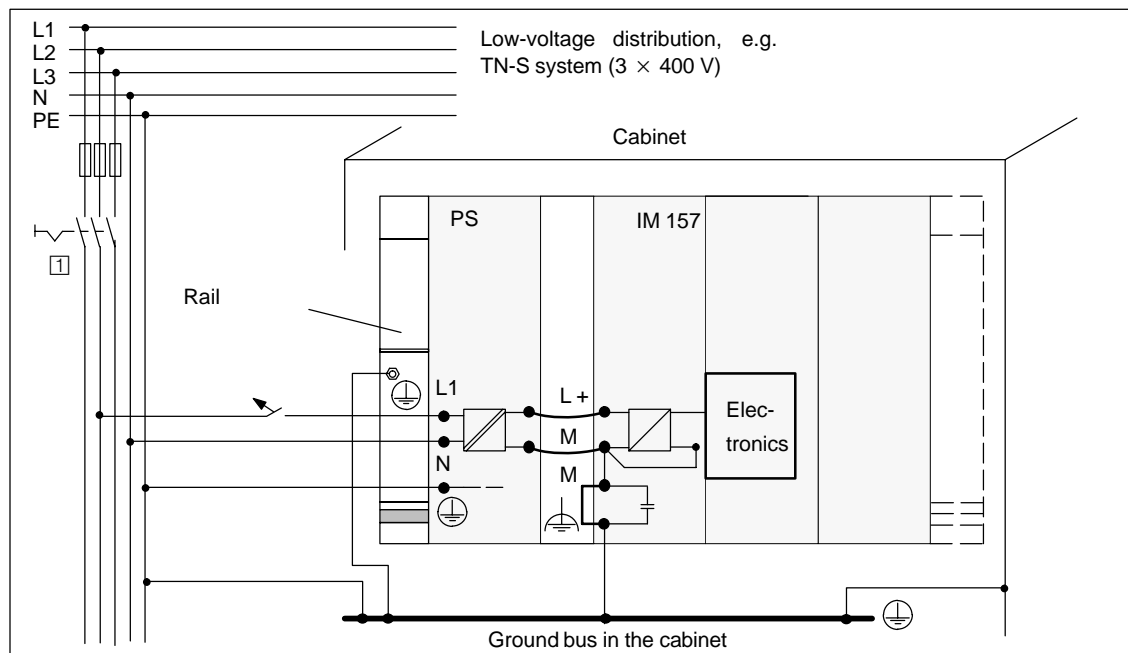 L1
L2
L3
N
PE
Low-voltage distribution, e.g.
TN-S system (3 × 400 V)
Cabinet
PS
IM 157
1
Rail
L1
L +
Elec-
tronics
M
N
M
Ground bus in the cabinet